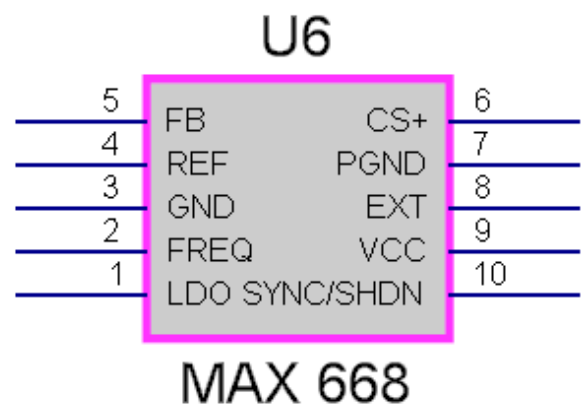 U6
5 FB CS+ 6
4 REF PGND 7
3 GND EXT 8
2 FREQ VCC 9
1 LDO SYNC/SHDN 10
MAX 668